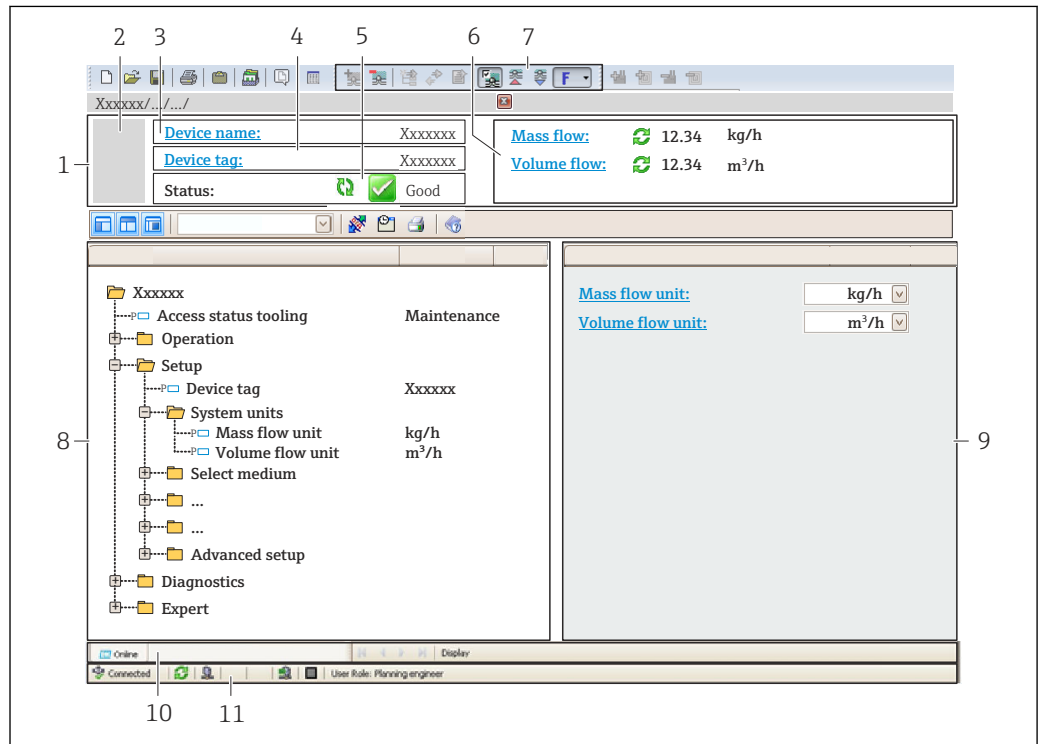 2 3 4 5 6 7
F
Xxxxxx/.../.../
1
Device name: Xxxxxxx
Device tag: Xxxxxxx
Status: Good
Mass flow: 12.34 kg/h
Volume flow: 12.34 m³/h
Xxxxxx
P Access status tooling Maintenance
Operation
Setup
P Device tag Xxxxxx
System units
P Mass flow unit kg/h
P Volume flow unit m³/h
Select medium
...
...
Advanced setup
Diagnostics
Expert
Mass flow unit: kg/h
Volume flow unit: m³/h
8
9
Online Display
Connected User Role: Planning engineer
10 11